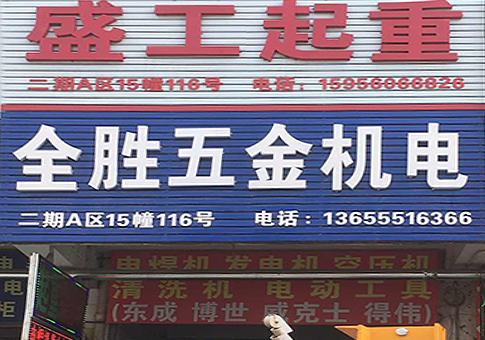 盛工起重
二期A区15幢116号 电话：15956066826
全胜五金机电
二期A区15幢116号 电话：13655516366
电焊机 发电机 空压机
清洗机 电动工具
(东成 博世 威克士 得伟)
电
柜